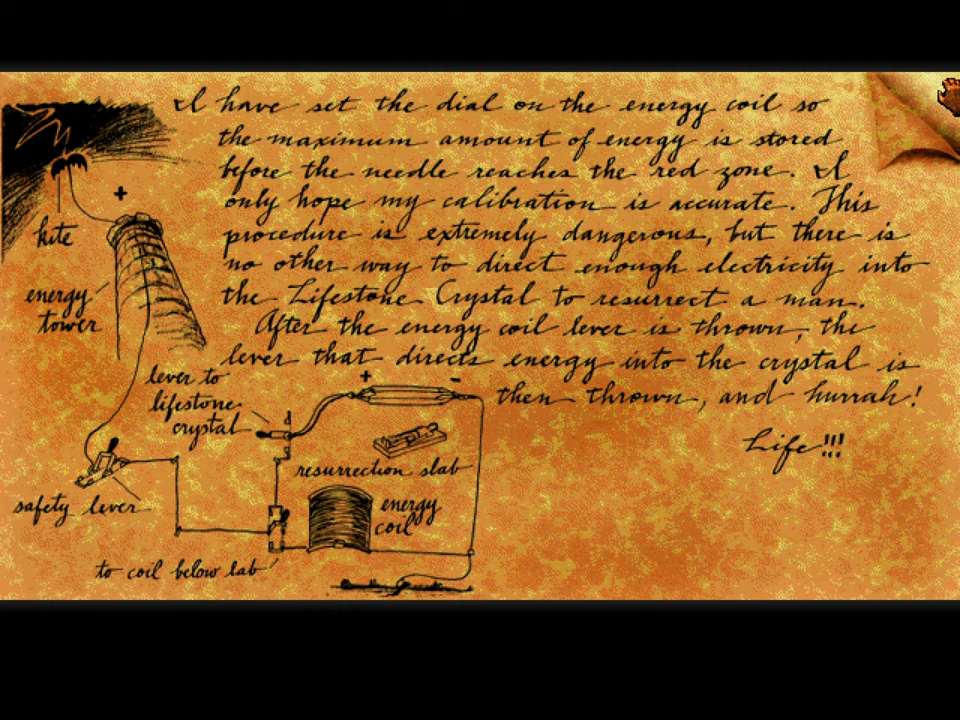 I have set the dial on the energy coil so
the maximum amount of energy is stored
before the needle reaches the red zone. I
only hope my calibration is accurate. This
procedure is extremely dangerous, but there is
no other way to direct enough electricity into
the Lifestone Crystal to resurrect a man.
After the energy coil lever is thrown, the
lever that directs energy into the crystal is
then thrown, and hurrah!
Life!!!
+
kite
energy
tower
lever to
lifestone
crystal
+ -
resurrection slab
safety lever
energy
coil
to coil below lab